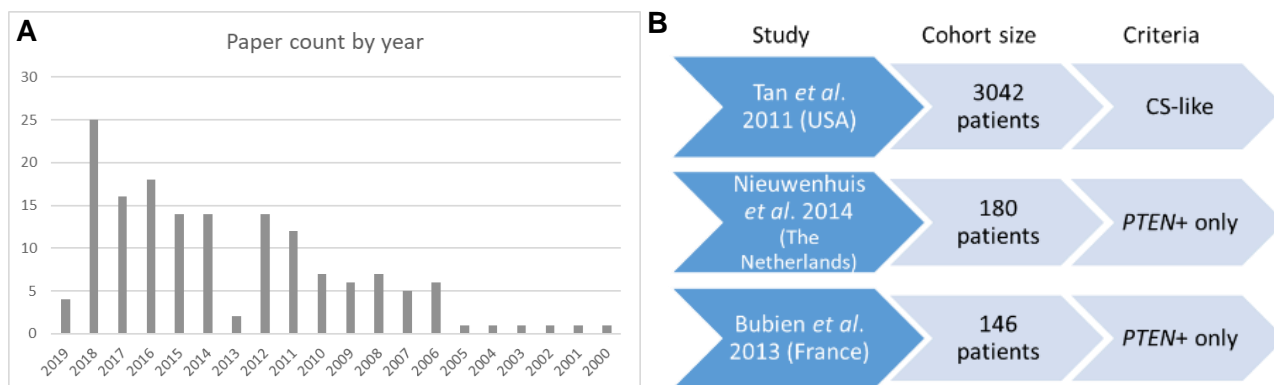 A
Paper count by year
30
25
20
15
10
5
0
2019 2018 2017 2016 2015 2014 2013 2012 2011 2010 2009 2008 2007 2006 2005 2004 2003 2002 2001 2000
B
Study Cohort size Criteria
Tan et al.
2011 (USA)
3042
patients
CS-like
Nieuwenhuis
et al. 2014
(The
Netherlands)
180
patients
PTEN+ only
Bubien et al.
2013 (France)
146
patients
PTEN+ only